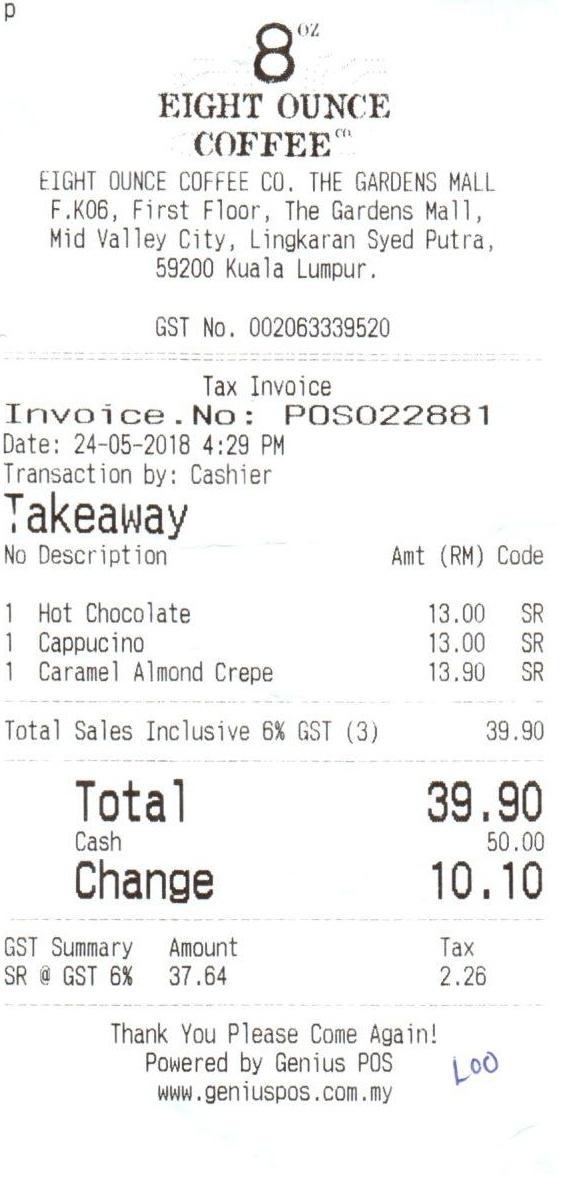 p
8 OZ
EIGHT OUNCE
COFFEE CO.
EIGHT OUNCE COFFEE CO. THE GARDENS MALL
F.K06, First Floor, The Gardens Mall,
Mid Valley City, Lingkaran Syed Putra,
59200 Kuala Lumpur.
GST No. 002063339520
Tax Invoice
Invoice.No: POS022881
Date: 24-05-2018 4:29 PM
Transaction by: Cashier
Takeaway
No Description Amt (RM) Code
1 Hot Chocolate 13.00 SR
1 Cappucino 13.00 SR
1 Caramel Almond Crepe 13.90 SR
Total Sales Inclusive 6% GST (3) 39.90
Total 39.90
Cash 50.00
Change 10.10
GST Summary Amount Tax
SR @ GST 6% 37.64 2.26
Thank You Please Come Again!
Powered by Genius POS
LOO
www.geniuspos.com.my